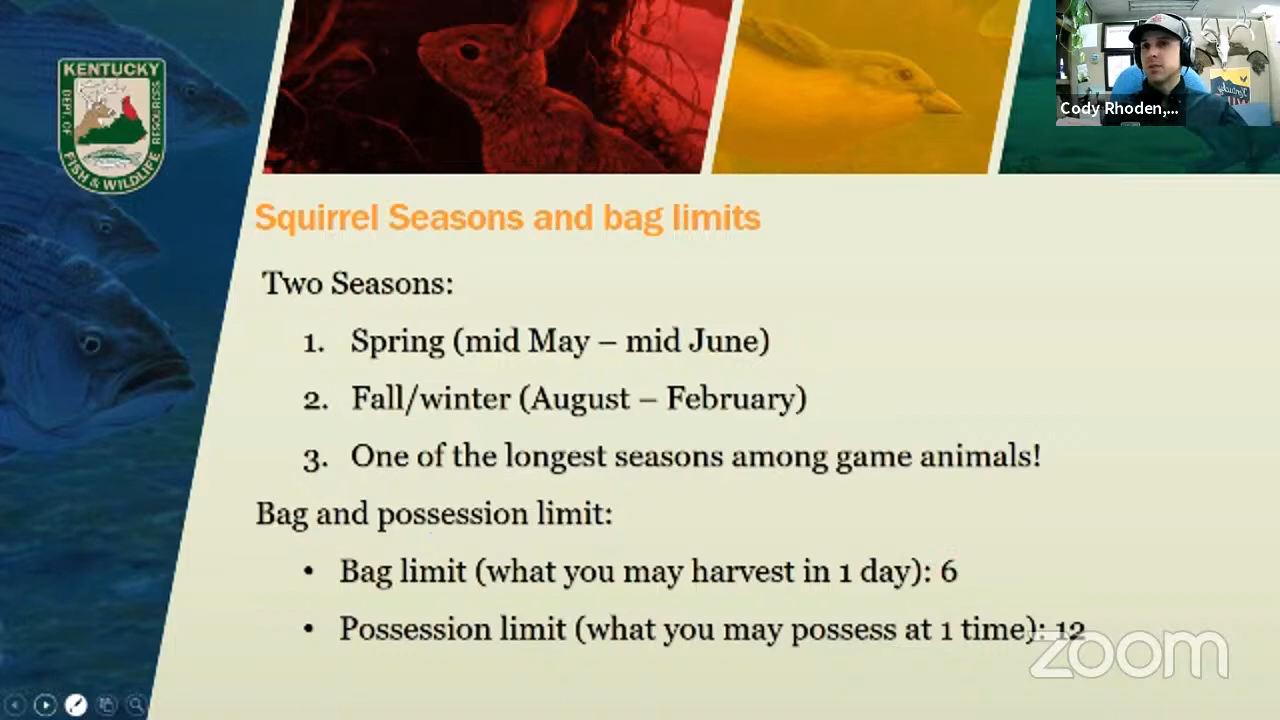 KENTUCKY
DEPT. OF
RESOURCES
FISH & WILDLIFE
Cody Rhoden,...
Squirrel Seasons and bag limits
Two Seasons:
1. Spring (mid May – mid June)
2. Fall/winter (August – February)
3. One of the longest seasons among game animals!
Bag and possession limit:
• Bag limit (what you may harvest in 1 day): 6
• Possession limit (what you may possess at 1 time): 12
zoom